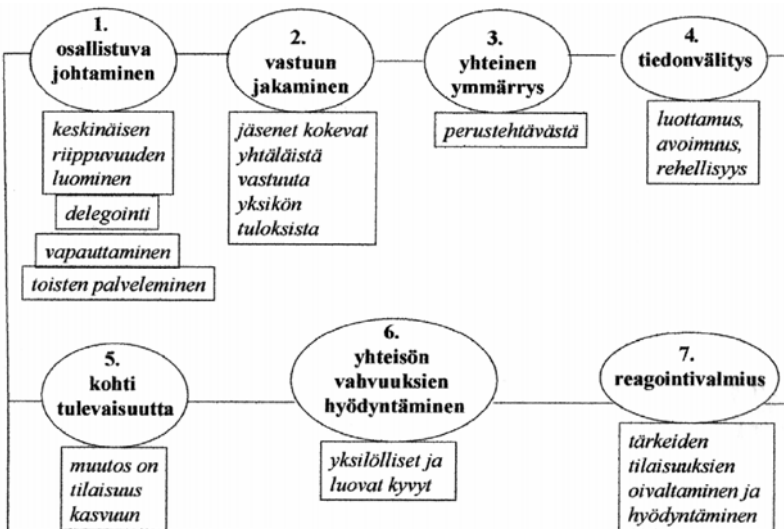 1.
osallistuva
johtaminen
keskinäisen
riippuvuuden
luominen
delegointi
vapauttaminen
toisten palveleminen
2.
vastuun
jakaminen
jäsenet kokevat
yhtäläistä
vastuuta
yksikön
tuloksista
3.
yhteinen
ymmärrys
perustehtävästä
4.
tiedonvälitys
luottamus,
avoimuus,
rehellisyys
5.
kohti
tulevaisuutta
muutos on
tilaisuus
kasvuun
6.
yhteisön
vahvuuksien
hyödyntäminen
yksilölliset ja
luovat kyvyt
7.
reagointivalmius
tärkeiden
tilaisuuksien
oivaltaminen ja
hyödyntäminen